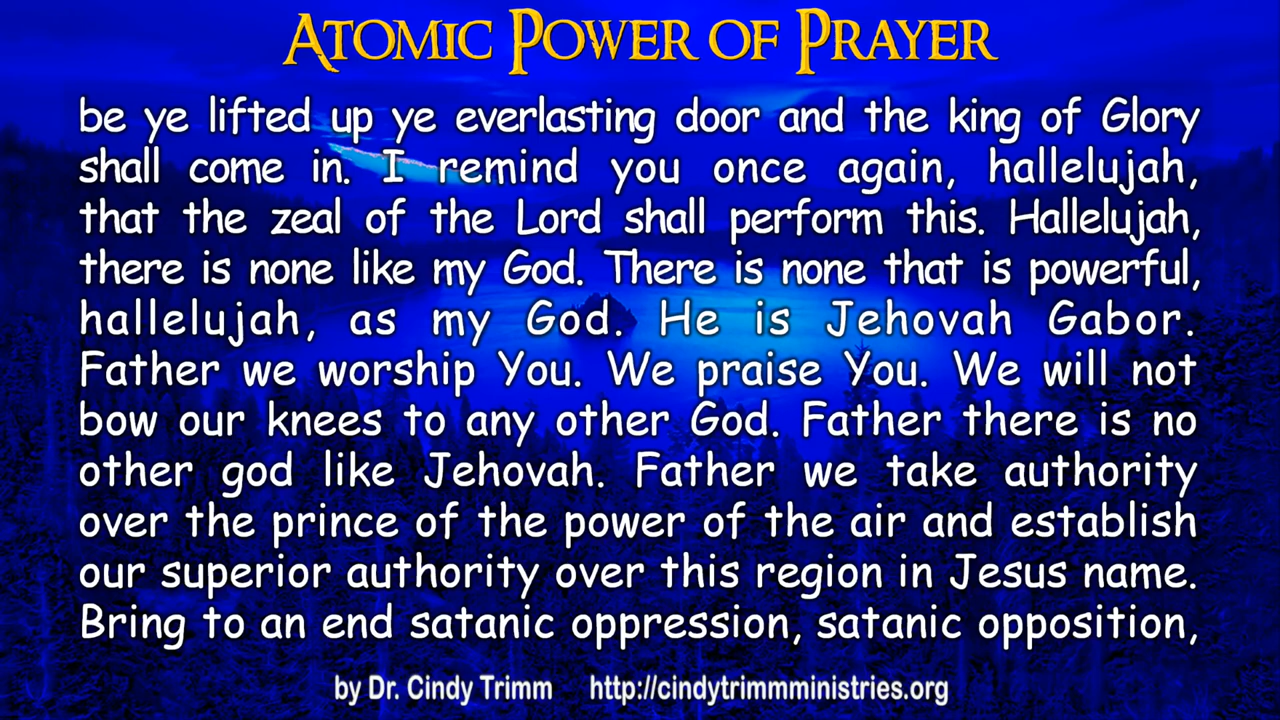 Atomic Power of Prayer
be ye lifted up ye everlasting door and the king of Glory
shall come in. I remind you once again, hallelujah,
that the zeal of the Lord shall perform this. Hallelujah,
there is none like my God. There is none that is powerful,
hallelujah, as my God. He is Jehovah Gabor.
Father we worship You. We praise You. We will not
bow our knees to any other God. Father there is no
other god like Jehovah. Father we take authority
over the prince of the power of the air and establish
our superior authority over this region in Jesus name.
Bring to an end satanic oppression, satanic opposition,
by Dr. Cindy Trimm http://cindytrimmministries.org